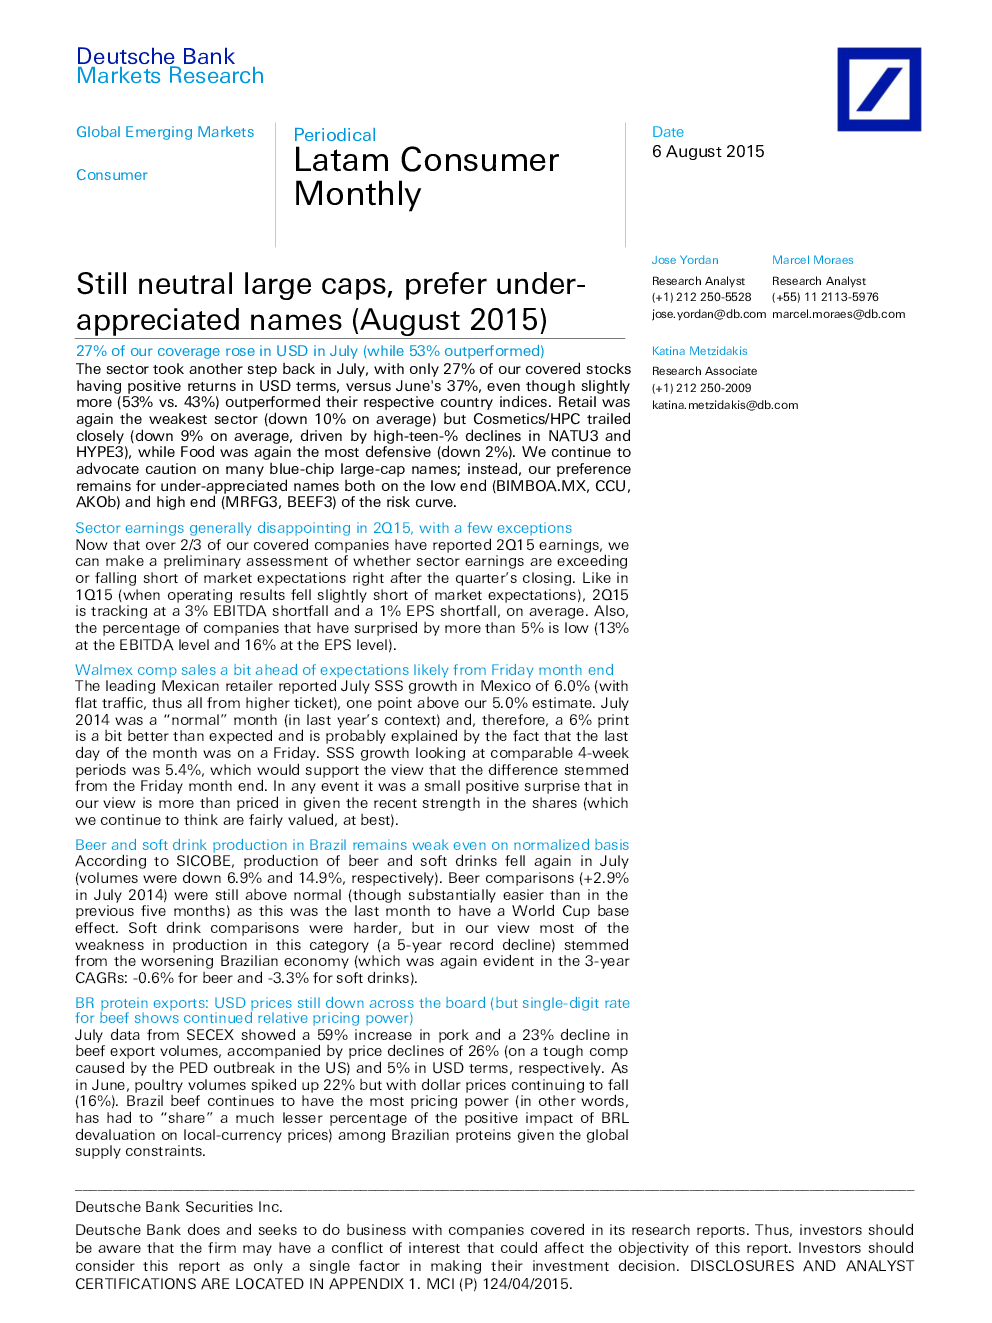 Deutsche Bank
Markets Research
Global Emerging Markets
Consumer
Periodical
Latam Consumer
Monthly
Date
6 August 2015
Jose Yordan
Research Analyst
(+1) 212 250-5528
jose.yordan@db.com
Marcel Moraes
Research Analyst
(+55) 11 2113-5976
marcel.moraes@db.com
Katina Metzidakis
Research Associate
(+1) 212 250-2009
katina.metzidakis@db.com
Still neutral large caps, prefer under-
appreciated names (August 2015)
27% of our coverage rose in USD in July (while 53% outperformed)
The sector took another step back in July, with only 27% of our covered stocks
having positive returns in USD terms, versus June's 37%, even though slightly
more (53% vs. 43%) outperformed their respective country indices. Retail was
again the weakest sector (down 10% on average) but Cosmetics/HPC trailed
closely (down 9% on average, driven by high-teen-% declines in NATU3 and
HYPE3), while Food was again the most defensive (down 2%). We continue to
advocate caution on many blue-chip large-cap names; instead, our preference
remains for under-appreciated names both on the low end (BIMBOA.MX, CCU,
AKOb) and high end (MRFG3, BEEF3) of the risk curve.
Sector earnings generally disappointing in 2Q15, with a few exceptions
Now that over 2/3 of our covered companies have reported 2Q15 earnings, we
can make a preliminary assessment of whether sector earnings are exceeding
or falling short of market expectations right after the quarter's closing. Like in
1Q15 (when operating results fell slightly short of market expectations), 2Q15
is tracking at a 3% EBITDA shortfall and a 1% EPS shortfall, on average. Also,
the percentage of companies that have surprised by more than 5% is low (13%
at the EBITDA level and 16% at the EPS level).
Walmex comp sales a bit ahead of expectations likely from Friday month end
The leading Mexican retailer reported July SSS growth in Mexico of 6.0% (with
flat traffic, thus all from higher ticket), one point above our 5.0% estimate. July
2014 was a "normal" month (in last year's context) and, therefore, a 6% print
is a bit better than expected and is probably explained by the fact that the last
day of the month was on a Friday. SSS growth looking at comparable 4-week
periods was 5.4%, which would support the view that the difference stemmed
from the Friday month end. In any event it was a small positive surprise that in
our view is more than priced in given the recent strength in the shares (which
we continue to think are fairly valued, at best).
Beer and soft drink production in Brazil remains weak even on normalized basis
According to SICOBE, production of beer and soft drinks fell again in July
(volumes were down 6.9% and 14.9%, respectively). Beer comparisons (+2.9%
in July 2014) were still above normal (though substantially easier than in the
previous five months) as this was the last month to have a World Cup base
effect. Soft drink comparisons were harder, but in our view most of the
weakness in production in this category (a 5-year record decline) stemmed
from the worsening Brazilian economy (which was again evident in the 3-year
CAGRs: -0.6% for beer and -3.3% for soft drinks).
BR protein exports: USD prices still down across the board (but single-digit rate
for beef shows continued relative pricing power)
July data from SECEX showed a 59% increase in pork and a 23% decline in
beef export volumes, accompanied by price declines of 26% (on a tough comp
caused by the PED outbreak in the US) and 5% in USD terms, respectively. As
in June, poultry volumes spiked up 22% but with dollar prices continuing to fall
(16%). Brazil beef continues to have the most pricing power (in other words,
has had to "share" a much lesser percentage of the positive impact of BRL
devaluation on local-currency prices) among Brazilian proteins given the global
supply constraints.
Deutsche Bank Securities Inc.
Deutsche Bank does and seeks to do business with companies covered in its research reports. Thus, investors should
be aware that the firm may have a conflict of interest that could affect the objectivity of this report. Investors should
consider this report as only a single factor in making their investment decision. DISCLOSURES AND ANALYST
CERTIFICATIONS ARE LOCATED IN APPENDIX 1. MCI (P) 124/04/2015.